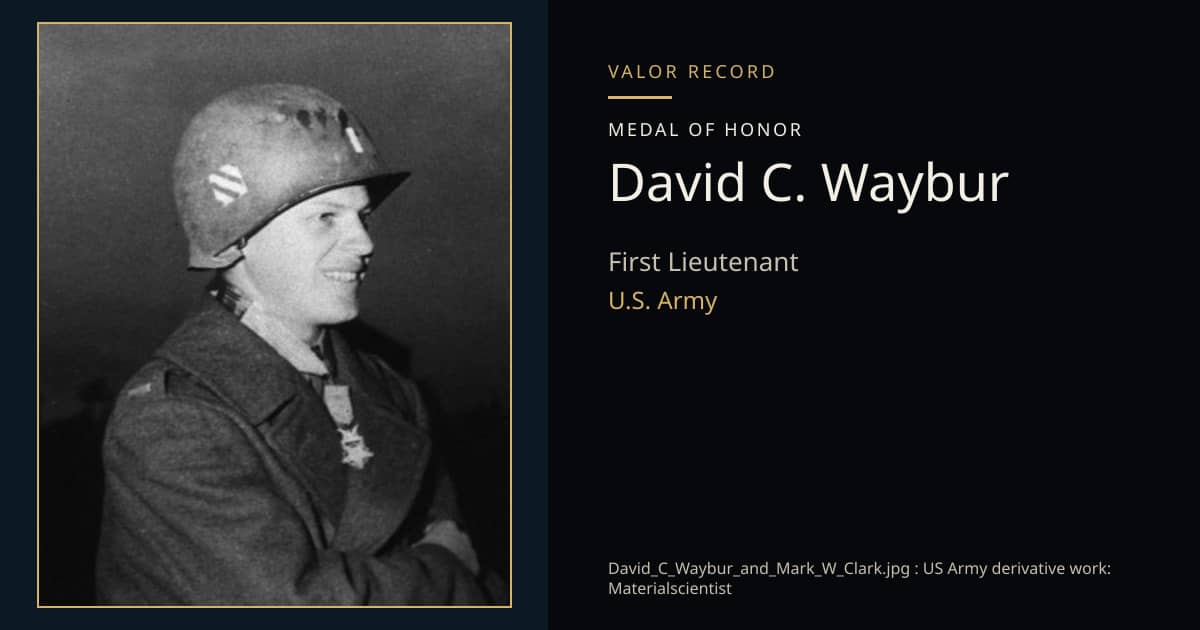 VALOR RECORD
MEDAL OF HONOR
David C. Waybur
First Lieutenant
U.S. Army
David_C_Waybur_and_Mark_W_Clark.jpg : US Army derivative work:
Materialscientist